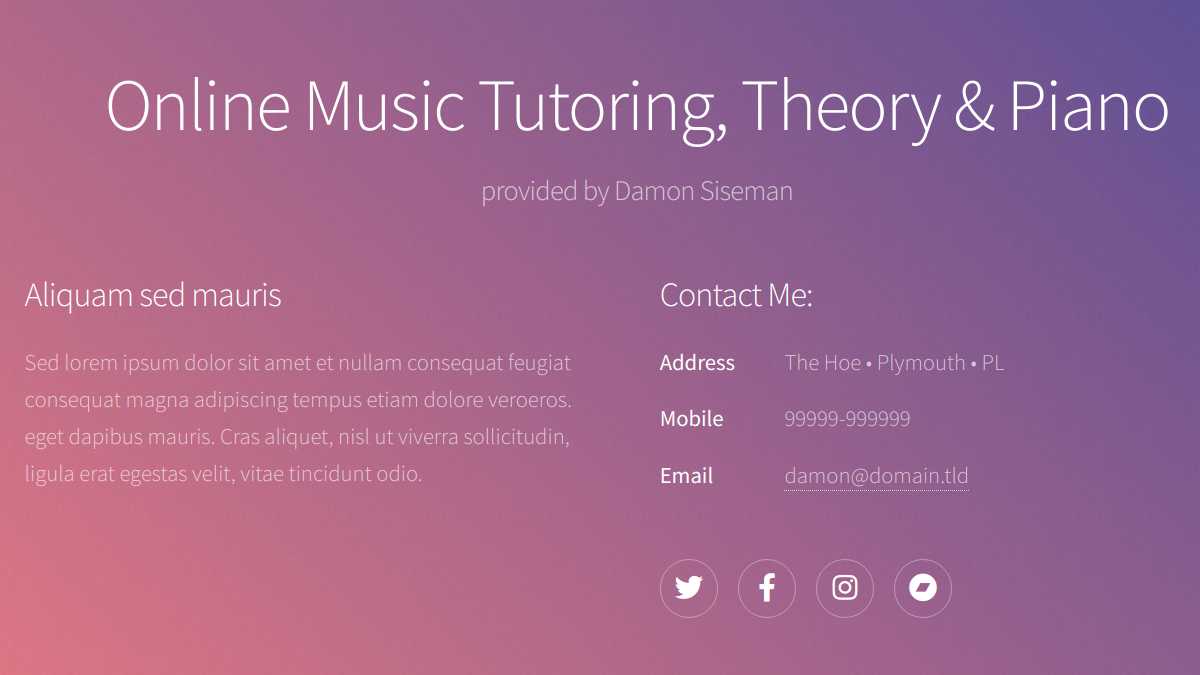 Online Music Tutoring, Theory & Piano
provided by Damon Siseman
Aliquam sed mauris
Sed lorem ipsum dolor sit amet et nullam consequat feugiat
consequat magna adipiscing tempus etiam dolore veroeros.
eget dapibus mauris. Cras aliquet, nisl ut viverra sollicitudin,
ligula erat egestas velit, vitae tincidunt odio.
Contact Me:
Address The Hoe • Plymouth • PL
Mobile 99999-999999
Email damon@domain.tld